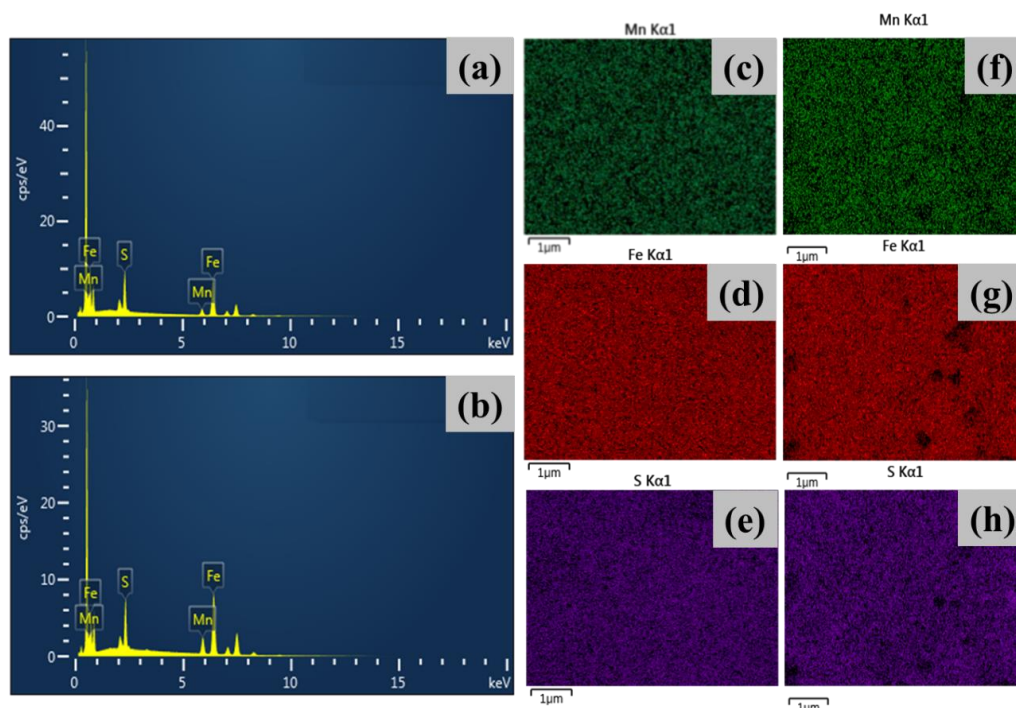 (a)
cps/eV
40
20
0
Fe
Mn
S
Mn
Fe
0
5
10
15
keV
(b)
cps/eV
30
20
10
0
Fe
Mn
S
Mn
Fe
0
5
10
15
keV
Mn Kα1
(c)
1μm
Fe Kα1
(d)
1μm
S Kα1
(e)
1μm
Mn Kα1
(f)
1μm
Fe Kα1
(g)
1μm
S Kα1
(h)
1μm